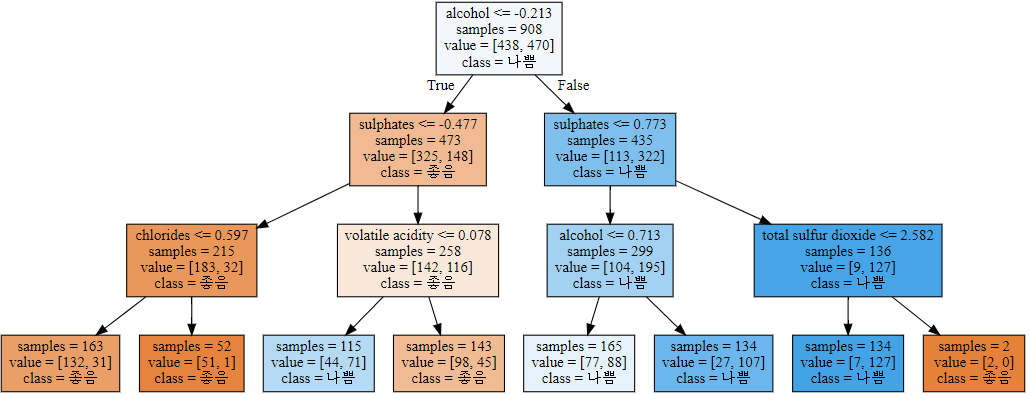 alcohol <= -0.213
samples = 908
value = [438, 470]
class = 나쁨
True
False
sulphates <= -0.477
samples = 473
value = [325, 148]
class = 좋음
sulphates <= 0.773
samples = 435
value = [113, 322]
class = 나쁨
chlorides <= 0.597
samples = 215
value = [183, 32]
class = 좋음
volatile acidity <= 0.078
samples = 258
value = [142, 116]
class = 좋음
alcohol <= 0.713
samples = 299
value = [104, 195]
class = 나쁨
total sulfur dioxide <= 2.582
samples = 136
value = [9, 127]
class = 나쁨
samples = 163
value = [132, 31]
class = 좋음
samples = 52
value = [51, 1]
class = 좋음
samples = 115
value = [44, 71]
class = 나쁨
samples = 143
value = [98, 45]
class = 좋음
samples = 165
value = [77, 88]
class = 나쁨
samples = 134
value = [27, 107]
class = 나쁨
samples = 134
value = [7, 127]
class = 나쁨
samples = 2
value = [2, 0]
class = 좋음